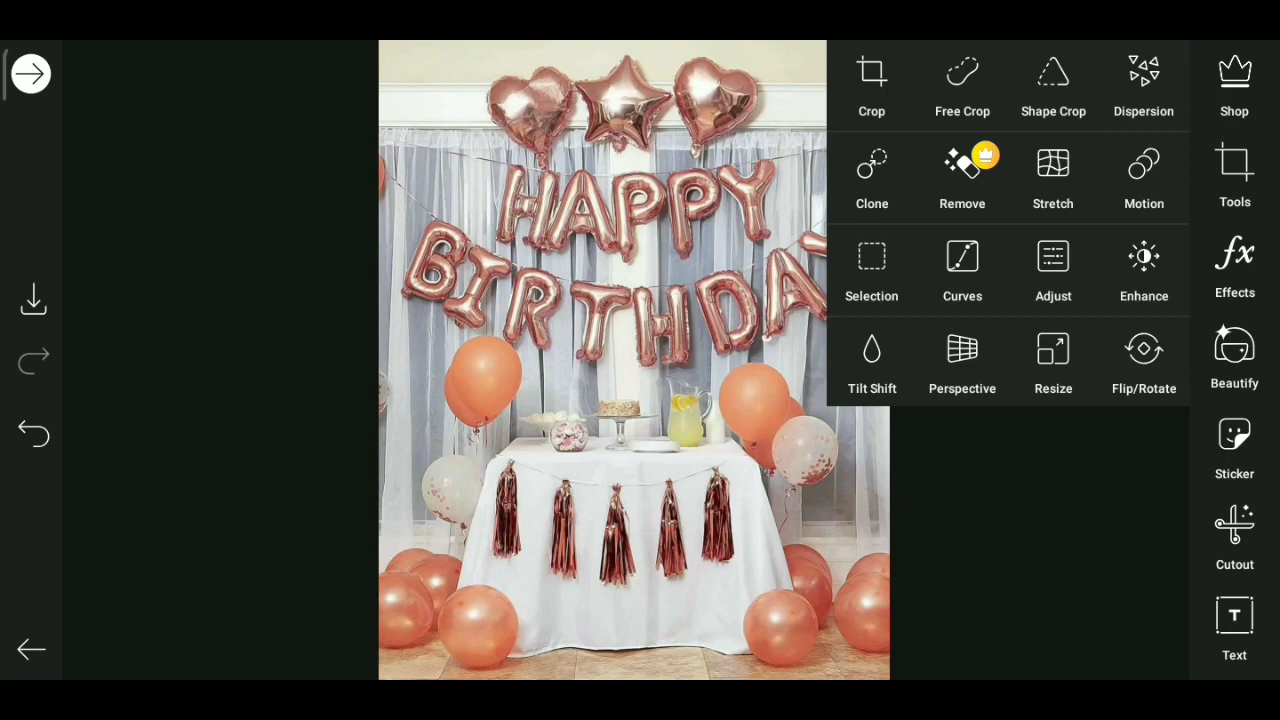 Crop Free Crop Shape Crop Dispersion
Clone Remove Stretch Motion
Selection Curves Adjust Enhance
Tilt Shift Perspective Resize Flip/Rotate
Shop
Tools
fx
Effects
Beautify
Sticker
Cutout
T
Text
HAPPY
BIRTHDA